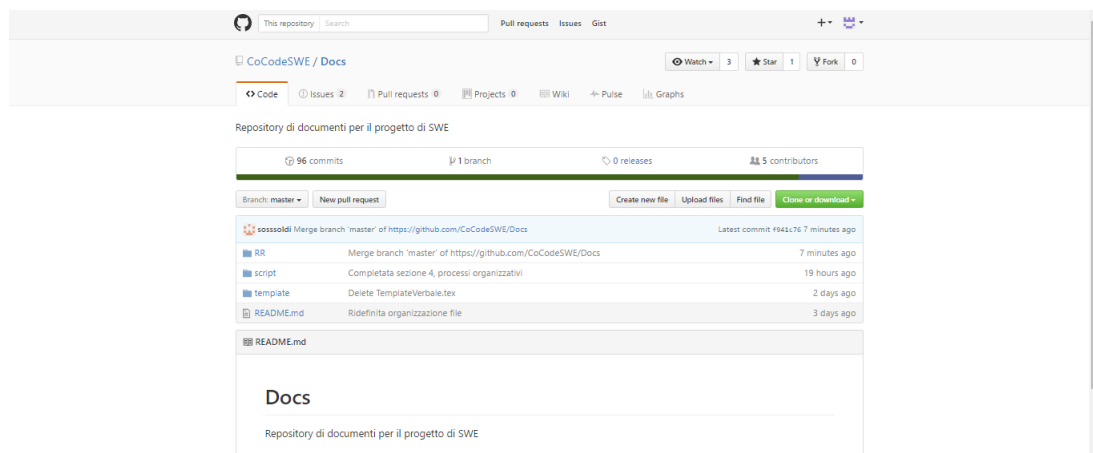 This repository Search Pull requests Issues Gist
CoCodeSWE / Docs Watch 3 Star 1 Fork 0
Code Issues 2 Pull requests 0 Projects 0 Wiki Pulse Graphs
Repository di documenti per il progetto di SWE
96 commits 1 branch 0 releases 5 contributors
Branch: master New pull request Create new file Upload files Find file Clone or download
sosssoldi Merge branch 'master' of https://github.com/CoCodeSWE/Docs Latest commit f941c76 7 minutes ago
RR Merge branch 'master' of https://github.com/CoCodeSWE/Docs 7 minutes ago
script Completata sezione 4, processi organizzativi 19 hours ago
template Delete TemplateVerbale.tex 2 days ago
README.md Ridefinita organizzazione file 3 days ago
README.md
Docs
Repository di documenti per il progetto di SWE